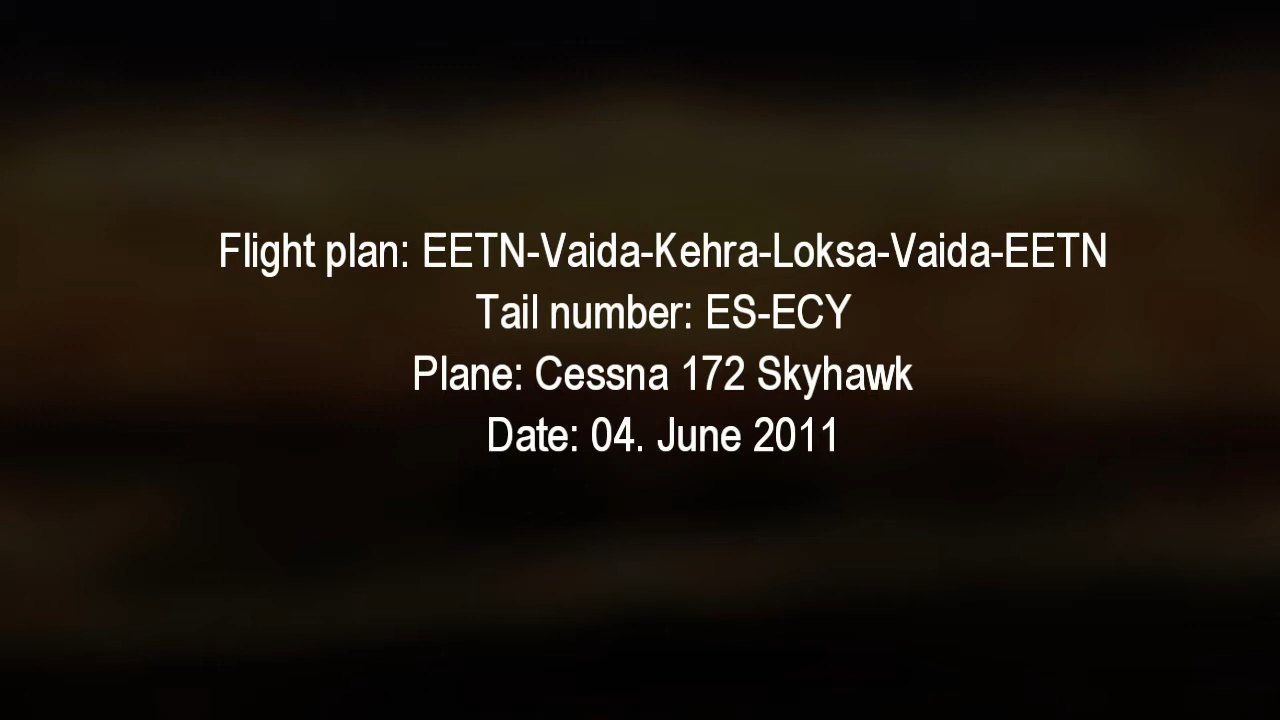 Flight plan: EETN-Vaida-Kehra-Loksa-Vaida-EETN
Tail number: ES-ECY
Plane: Cessna 172 Skyhawk
Date: 04. June 2011